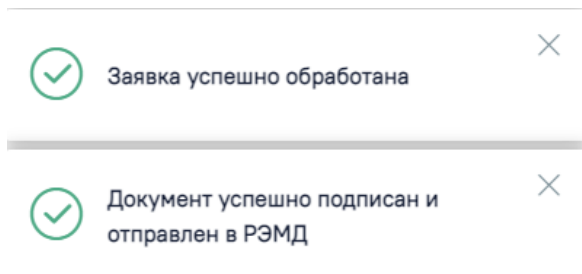 Заявка успешно обработана
Документ успешно подписан и
отправлен в РЭМД